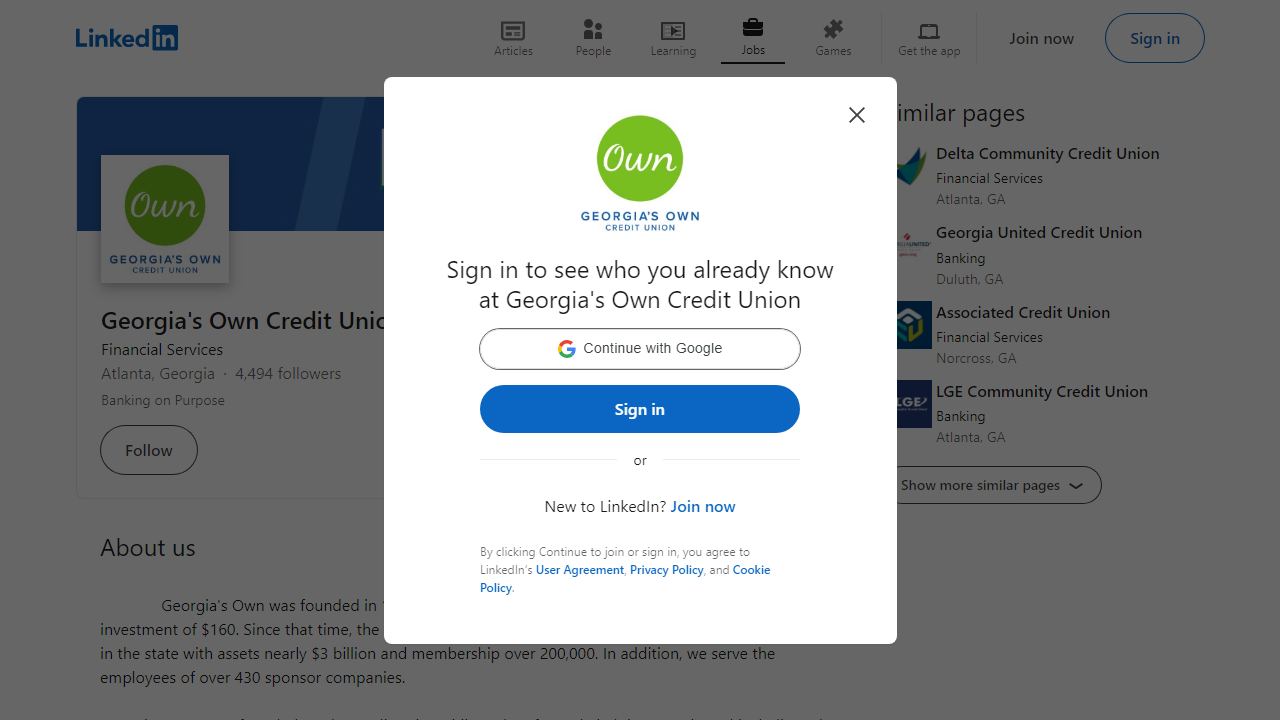 Linked in
Articles
People
Learning
Jobs
Games
Get the app
Join now
Sign in
Own
GEORGIA'S OWN
CREDIT UNION
Georgia's Own Credit
Financial Services
Atlanta, Georgia · 4,494 followers
Banking on Purpose
Follow
About us
Georgia's Own was founded in
investment of $160. Since that time, the
in the state with assets nearly $3 billion and membership over 200,000. In addition, we serve the
employees of over 430 sponsor companies.
Own
GEORGIA'S OWN
CREDIT UNION
Sign in to see who you already know
at Georgia's Own Credit Union
Continue with Google
Sign in
or
New to LinkedIn? Join now
By clicking Continue to join or sign in, you agree to
LinkedIn's User Agreement, Privacy Policy, and Cookie
Policy.
imilar pages
Delta Community Credit Union
Financial Services
Atlanta, GA
Georgia United Credit Union
Banking
Duluth, GA
Associated Credit Union
Financial Services
Norcross, GA
LGE
LGE Community Credit Union
Banking
Atlanta, GA
Show more similar pages